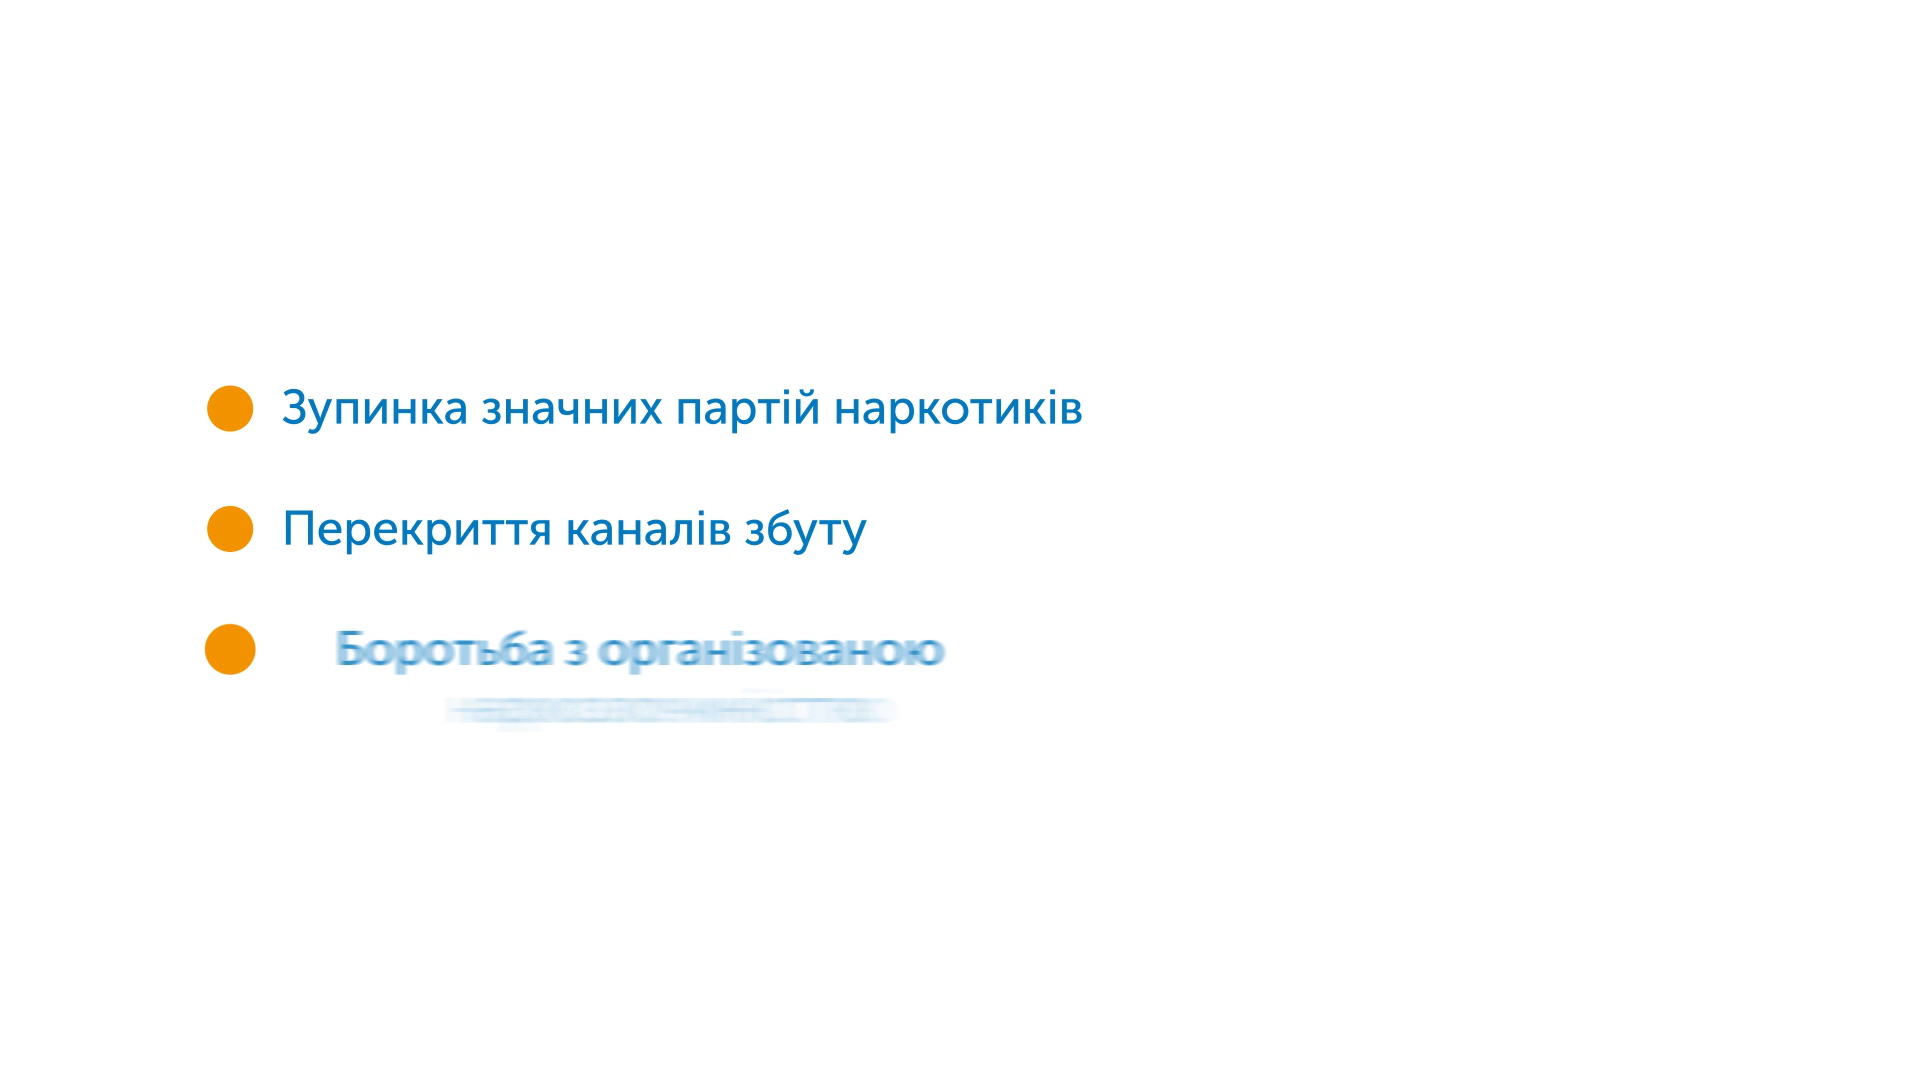 Зупинка значних партій наркотиків
Перекриття каналів збуту
Боротьба з організованою